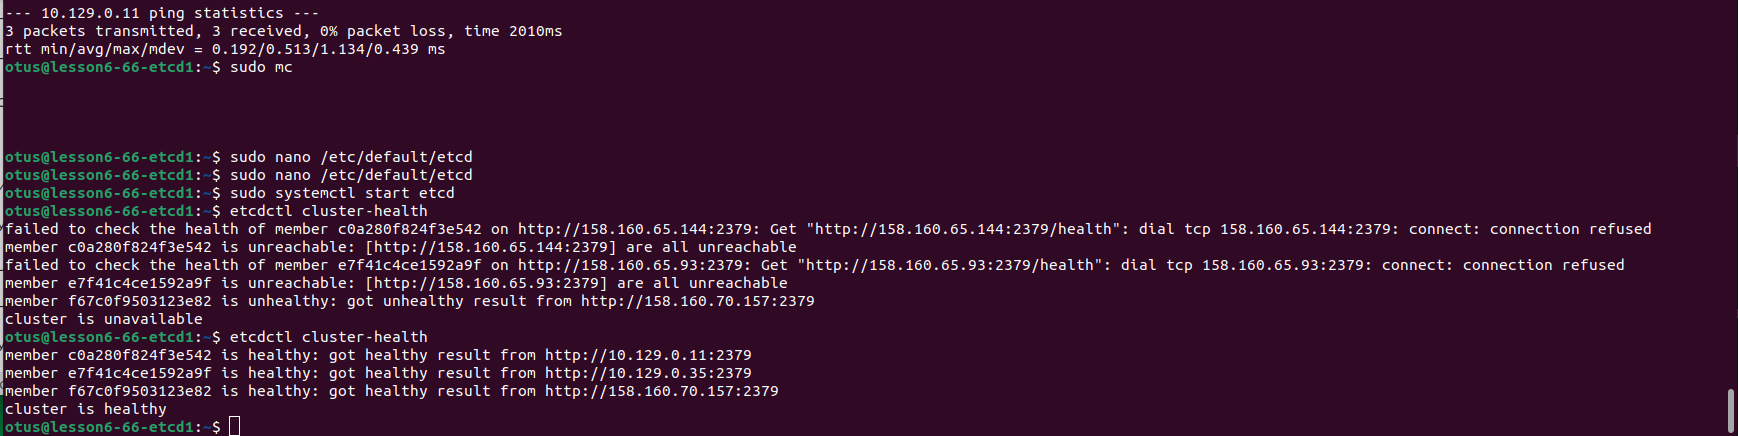 --- 10.129.0.11 ping statistics ---
3 packets transmitted, 3 received, 0% packet loss, time 2010ms
rtt min/avg/max/mdev = 0.192/0.513/1.134/0.439 ms
otus@lesson6-66-etcd1:~$ sudo mc
otus@lesson6-66-etcd1:~$ sudo nano /etc/default/etcd
otus@lesson6-66-etcd1:~$ sudo nano /etc/default/etcd
otus@lesson6-66-etcd1:~$ sudo systemctl start etcd
otus@lesson6-66-etcd1:~$ etcdctl cluster-health
failed to check the health of member c0a280f824f3e542 on http://158.160.65.144:2379: Get "http://158.160.65.144:2379/health": dial tcp 158.160.65.144:2379: connect: connection refused
member c0a280f824f3e542 is unreachable: [http://158.160.65.144:2379] are all unreachable
failed to check the health of member e7f41c4ce1592a9f on http://158.160.65.93:2379: Get "http://158.160.65.93:2379/health": dial tcp 158.160.65.93:2379: connect: connection refused
member e7f41c4ce1592a9f is unreachable: [http://158.160.65.93:2379] are all unreachable
member f67c0f9503123e82 is unhealthy: got unhealthy result from http://158.160.70.157:2379
cluster is unavailable
otus@lesson6-66-etcd1:~$ etcdctl cluster-health
member c0a280f824f3e542 is healthy: got healthy result from http://10.129.0.11:2379
member e7f41c4ce1592a9f is healthy: got healthy result from http://10.129.0.35:2379
member f67c0f9503123e82 is healthy: got healthy result from http://158.160.70.157:2379
cluster is healthy
otus@lesson6-66-etcd1:~$